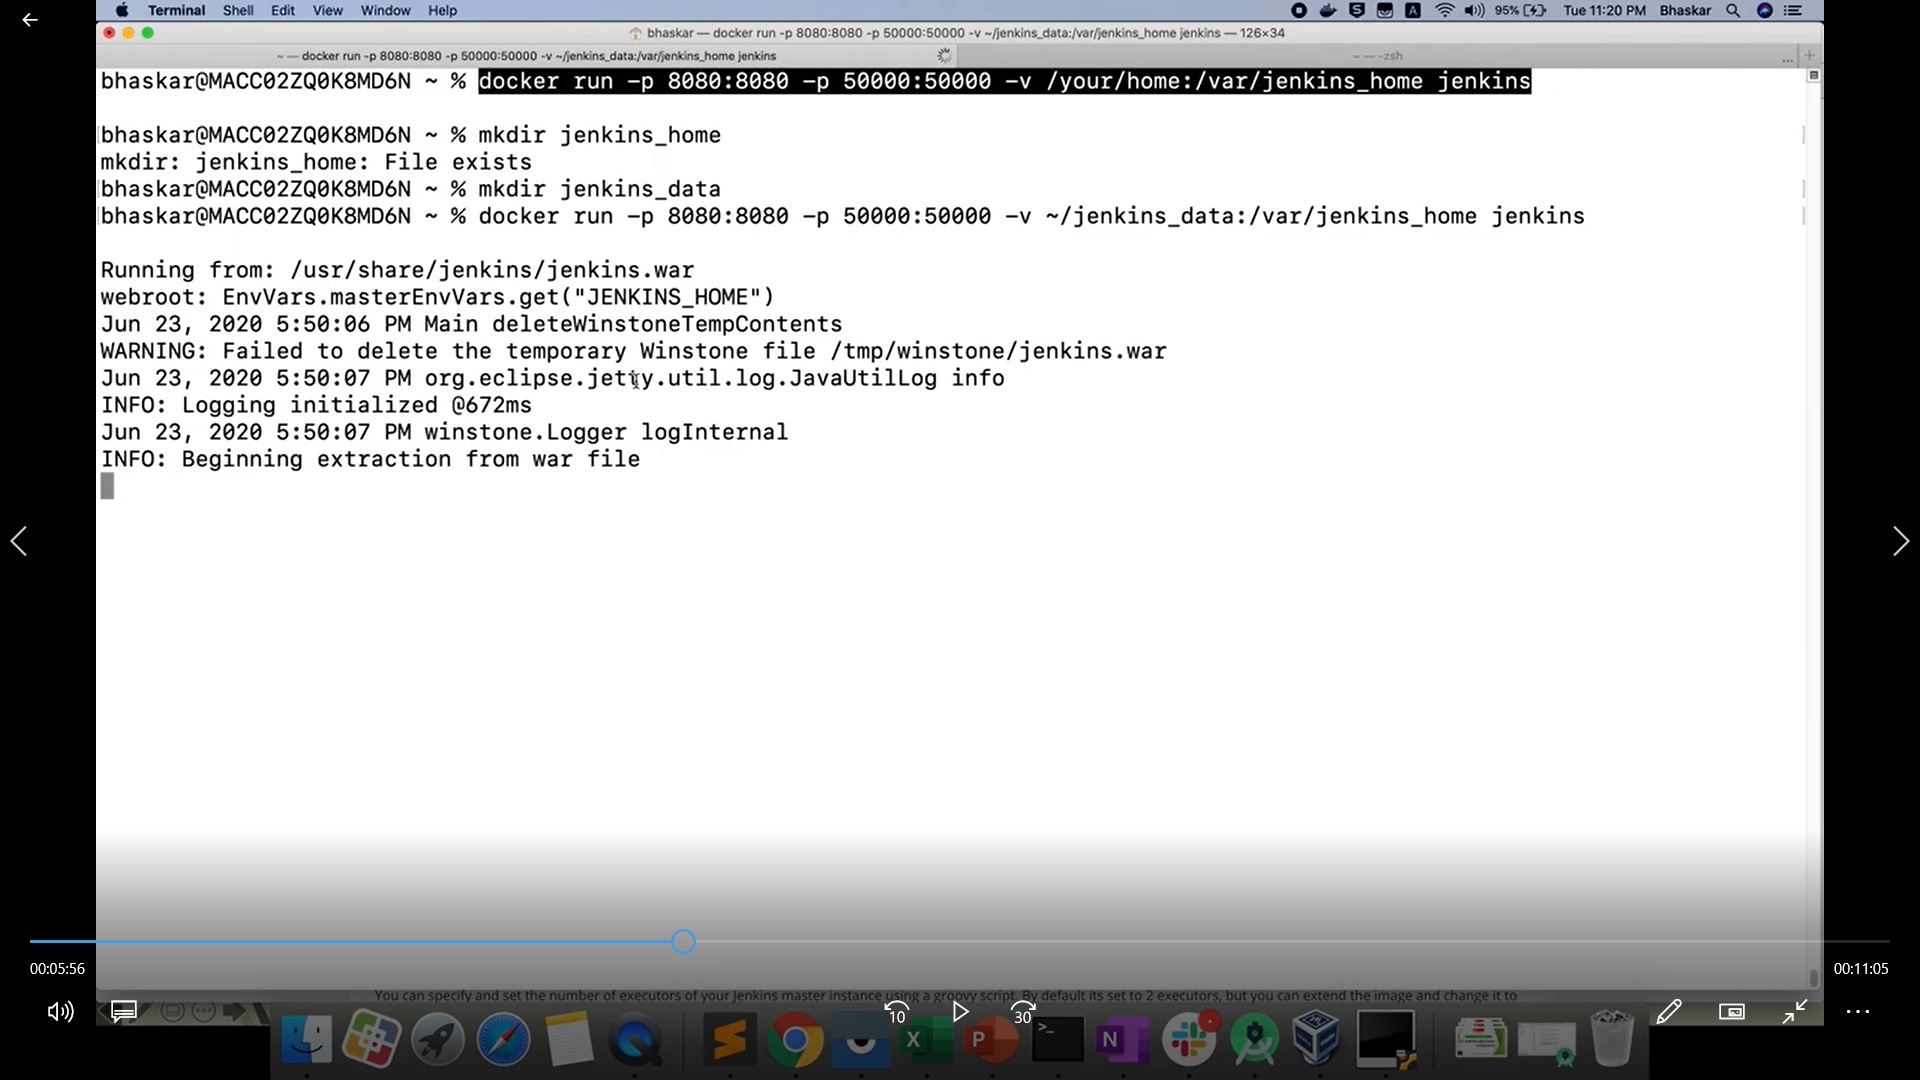 Terminal Shell Edit View Window Help 95% Tue 11:20 PM Bhaskar
bhaskar — docker run -p 8080:8080 -p 50000:50000 -v ~/jenkins_data:/var/jenkins_home jenkins — 126×34
~ — docker run -p 8080:8080 -p 50000:50000 -v ~/jenkins_data:/var/jenkins_home jenkins ... ~ — -zsh +
bhaskar@MACC02ZQ0K8MD6N ~ % docker run -p 8080:8080 -p 50000:50000 -v /your/home:/var/jenkins_home jenkins
bhaskar@MACC02ZQ0K8MD6N ~ % mkdir jenkins_home
mkdir: jenkins_home: File exists
bhaskar@MACC02ZQ0K8MD6N ~ % mkdir jenkins_data
bhaskar@MACC02ZQ0K8MD6N ~ % docker run -p 8080:8080 -p 50000:50000 -v ~/jenkins_data:/var/jenkins_home jenkins
Running from: /usr/share/jenkins/jenkins.war
webroot: EnvVars.masterEnvVars.get("JENKINS_HOME")
Jun 23, 2020 5:50:06 PM Main deleteWinstoneTempContents
WARNING: Failed to delete the temporary Winstone file /tmp/winstone/jenkins.war
Jun 23, 2020 5:50:07 PM org.eclipse.jetty.util.log.JavaUtilLog info
INFO: Logging initialized @672ms
Jun 23, 2020 5:50:07 PM winstone.Logger logInternal
INFO: Beginning extraction from war file
00:05:56 00:11:05
You can specify and set the number of executors of your Jenkins master instance using a groovy script. By default its set to 2 executors, but you can extend the image and change it to
10 30